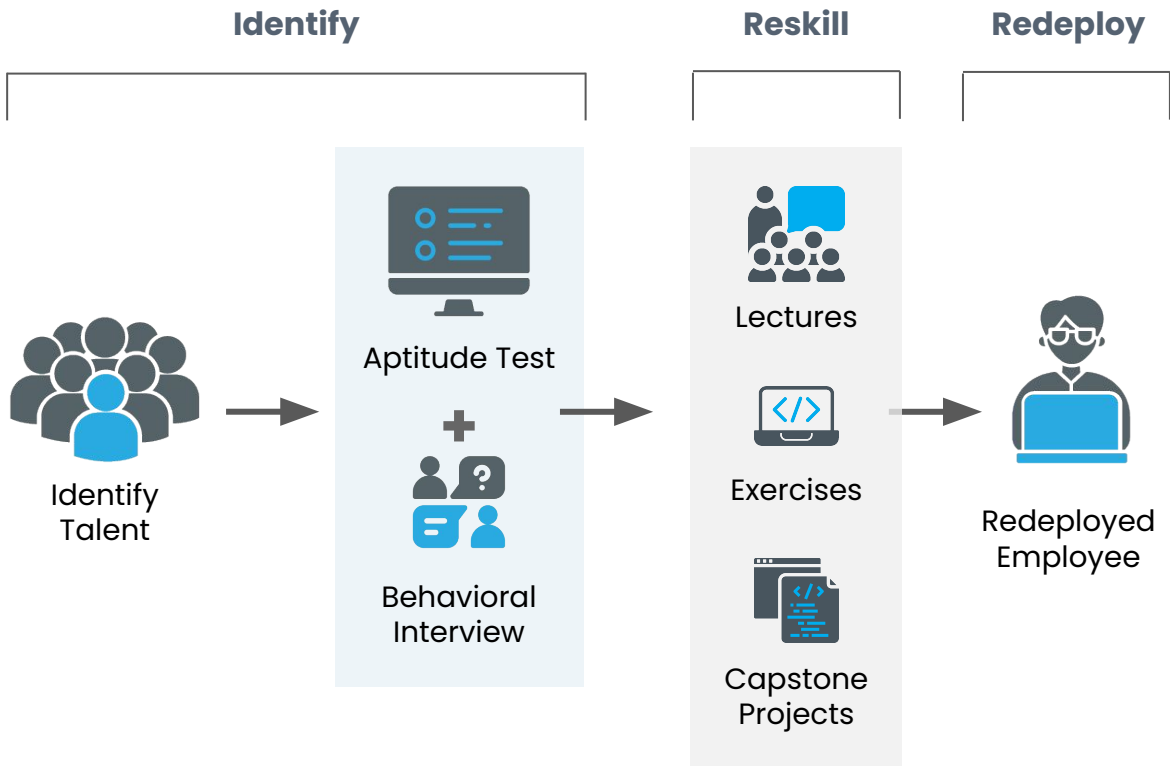 Identify
Reskill
Redeploy
Identify
Talent
Aptitude Test
+
?
Behavioral
Interview
Lectures
</>
Exercises
</>
Capstone
Projects
Redeployed
Employee